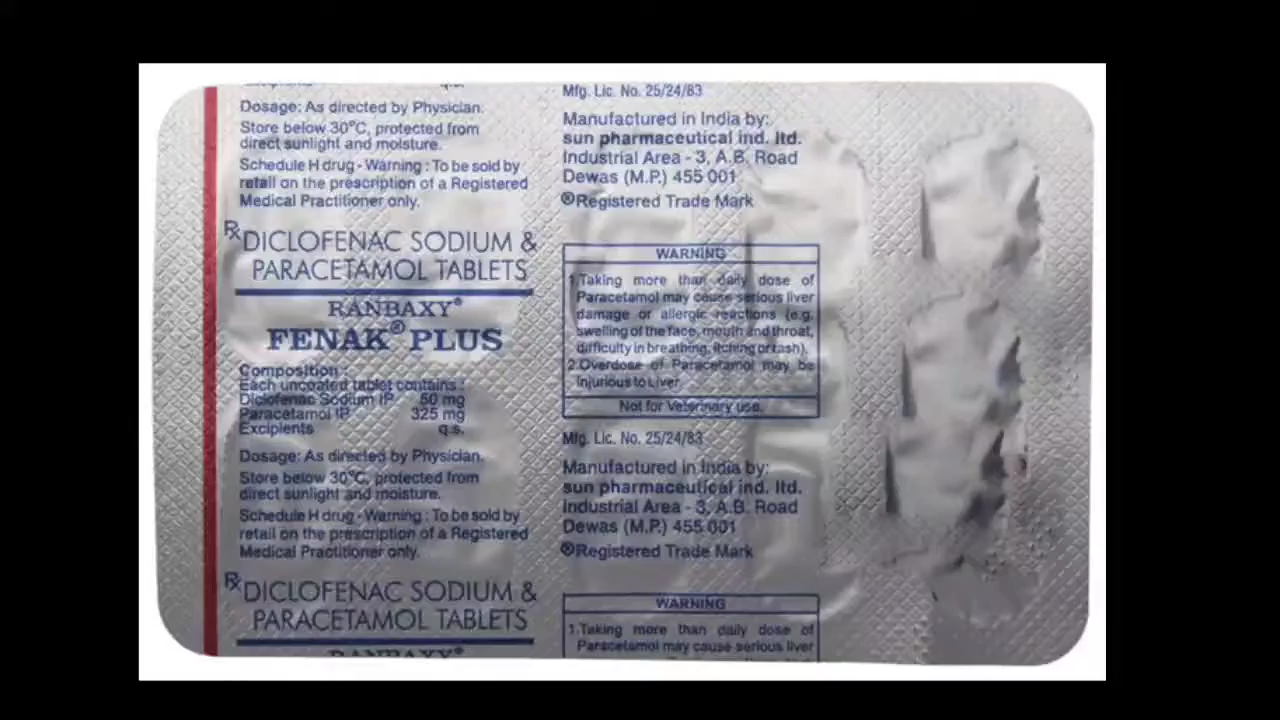 q.s.
Dosage: As directed by Physician.
Store below 30°C, protected from
direct sunlight and moisture.
Schedule H drug - Warning : To be sold by
retail on the prescription of a Registered
Medical Practitioner only.
Rx DICLOFENAC SODIUM &
PARACETAMOL TABLETS
RANBAXY®
FENAK® PLUS
Composition :
Each uncoated tablet contains :
Diclofenac Sodium IP 50 mg
Paracetamol IP 325 mg
Excipients q.s.
Dosage: As directed by Physician.
Store below 30°C, protected from
direct sunlight and moisture.
Schedule H drug - Warning : To be sold by
retail on the prescription of a Registered
Medical Practitioner only.
Rx DICLOFENAC SODIUM &
PARACETAMOL TABLETS
RANBAXY®
Mfg. Lic. No. 25/24/83
Manufactured in India by:
sun pharmaceutical ind. ltd.
Industrial Area - 3, A.B. Road
Dewas (M.P.) 455 001
®Registered Trade Mark
WARNING
1.Taking more than daily dose of
Paracetamol may cause serious liver
damage or allergic reactions (e.g.
swelling of the face, mouth and throat,
difficulty in breathing, itching or rash).
2.Overdose of Paracetamol may be
injurious to Liver.
Not for Veterinary use.
Mfg. Lic. No. 25/24/83
Manufactured in India by:
sun pharmaceutical ind. ltd.
Industrial Area - 3, A.B. Road
Dewas (M.P.) 455 001
®Registered Trade Mark
WARNING
1.Taking more than daily dose of
Paracetamol may cause serious liver